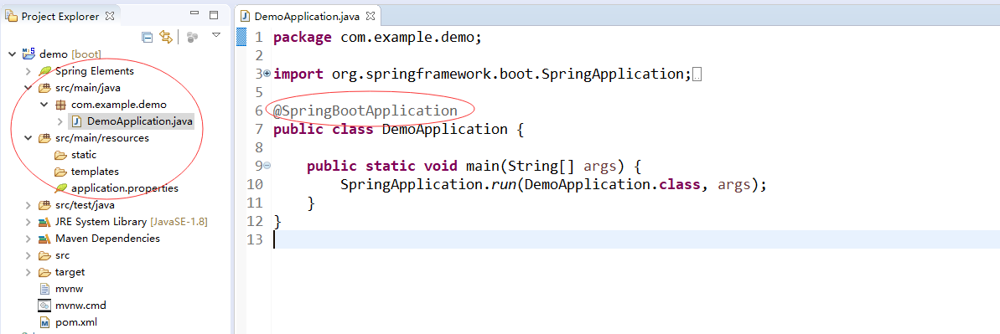 Project Explorer
demo [boot]
Spring Elements
src/main/java
com.example.demo
DemoApplication.java
src/main/resources
static
templates
application.properties
src/test/java
JRE System Library [JavaSE-1.8]
Maven Dependencies
src
target
mvnw
mvnw.cmd
pom.xml
DemoApplication.java
1 package com.example.demo;
2
3 import org.springframework.boot.SpringApplication;
5
6 @SpringBootApplication
7 public class DemoApplication {
8
9     public static void main(String[] args) {
10         SpringApplication.run(DemoApplication.class, args);
11     }
12 }
13